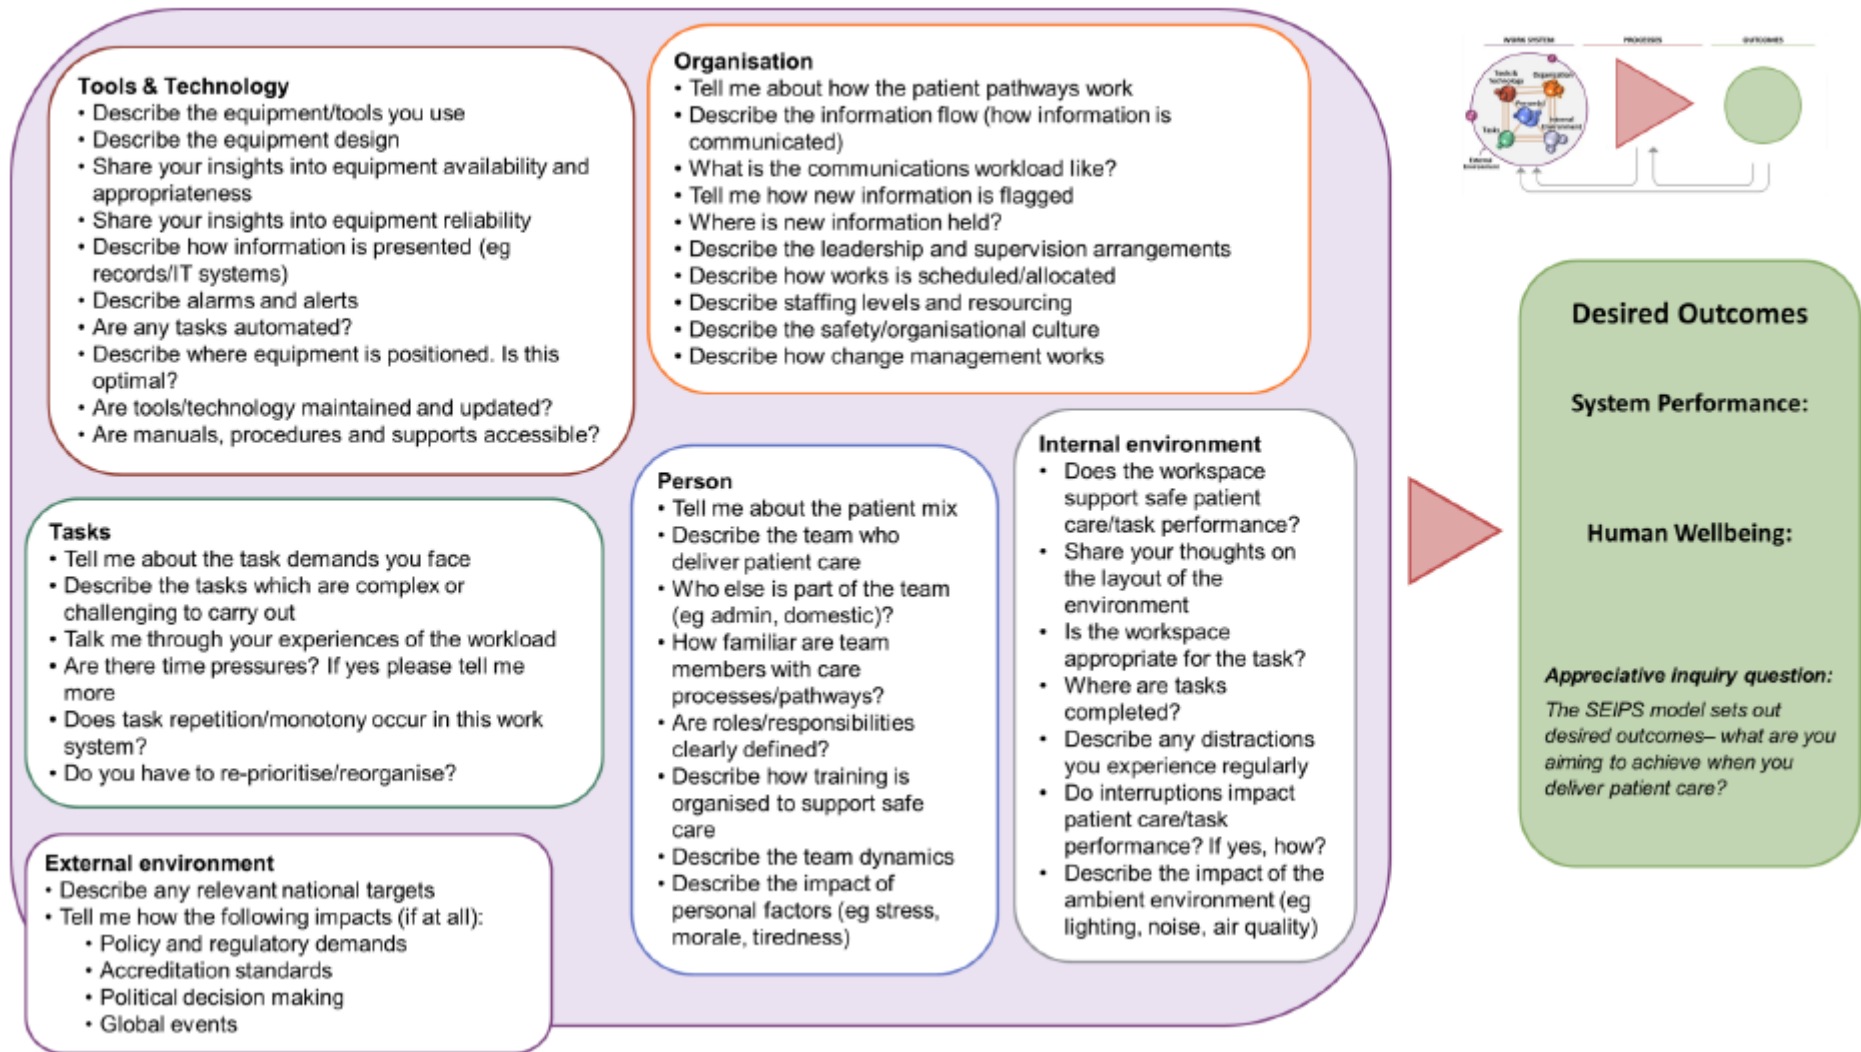 Tools & Technology
• Describe the equipment/tools you use
• Describe the equipment design
• Share your insights into equipment availability and
appropriateness
• Share your insights into equipment reliability
• Describe how information is presented (eg
records/IT systems)
• Describe alarms and alerts
• Are any tasks automated?
• Describe where equipment is positioned. Is this
optimal?
• Are tools/technology maintained and updated?
• Are manuals, procedures and supports accessible?
Organisation
• Tell me about how the patient pathways work
• Describe the information flow (how information is
communicated)
• What is the communications workload like?
• Tell me how new information is flagged
• Where is new information held?
• Describe the leadership and supervision arrangements
• Describe how works is scheduled/allocated
• Describe staffing levels and resourcing
• Describe the safety/organisational culture
• Describe how change management works
Tasks
• Tell me about the task demands you face
• Describe the tasks which are complex or
challenging to carry out
• Talk me through your experiences of the workload
• Are there time pressures? If yes please tell me
more
• Does task repetition/monotony occur in this work
system?
• Do you have to re-prioritise/reorganise?
Person
• Tell me about the patient mix
• Describe the team who
deliver patient care
• Who else is part of the team
(eg admin, domestic)?
• How familiar are team
members with care
processes/pathways?
• Are roles/responsibilities
clearly defined?
• Describe how training is
organised to support safe
care
• Describe the team dynamics
• Describe the impact of
personal factors (eg stress,
morale, tiredness)
Internal environment
• Does the workspace
support safe patient
care/task performance?
• Share your thoughts on
the layout of the
environment
• Is the workspace
appropriate for the task?
• Where are tasks
completed?
• Describe any distractions
you experience regularly
• Do interruptions impact
patient care/task
performance? If yes, how?
• Describe the impact of the
ambient environment (eg
lighting, noise, air quality)
External environment
• Describe any relevant national targets
• Tell me how the following impacts (if at all):
• Policy and regulatory demands
• Accreditation standards
• Political decision making
• Global events
WORK SYSTEM
PROCESSES
OUTCOMES
Tools &
Technology
Organization
Person(s)
Internal
Environment
Tasks
External
Environment
Desired Outcomes
System Performance:
Human Wellbeing:
Appreciative inquiry question:
The SEIPS model sets out
desired outcomes– what are you
aiming to achieve when you
deliver patient care?